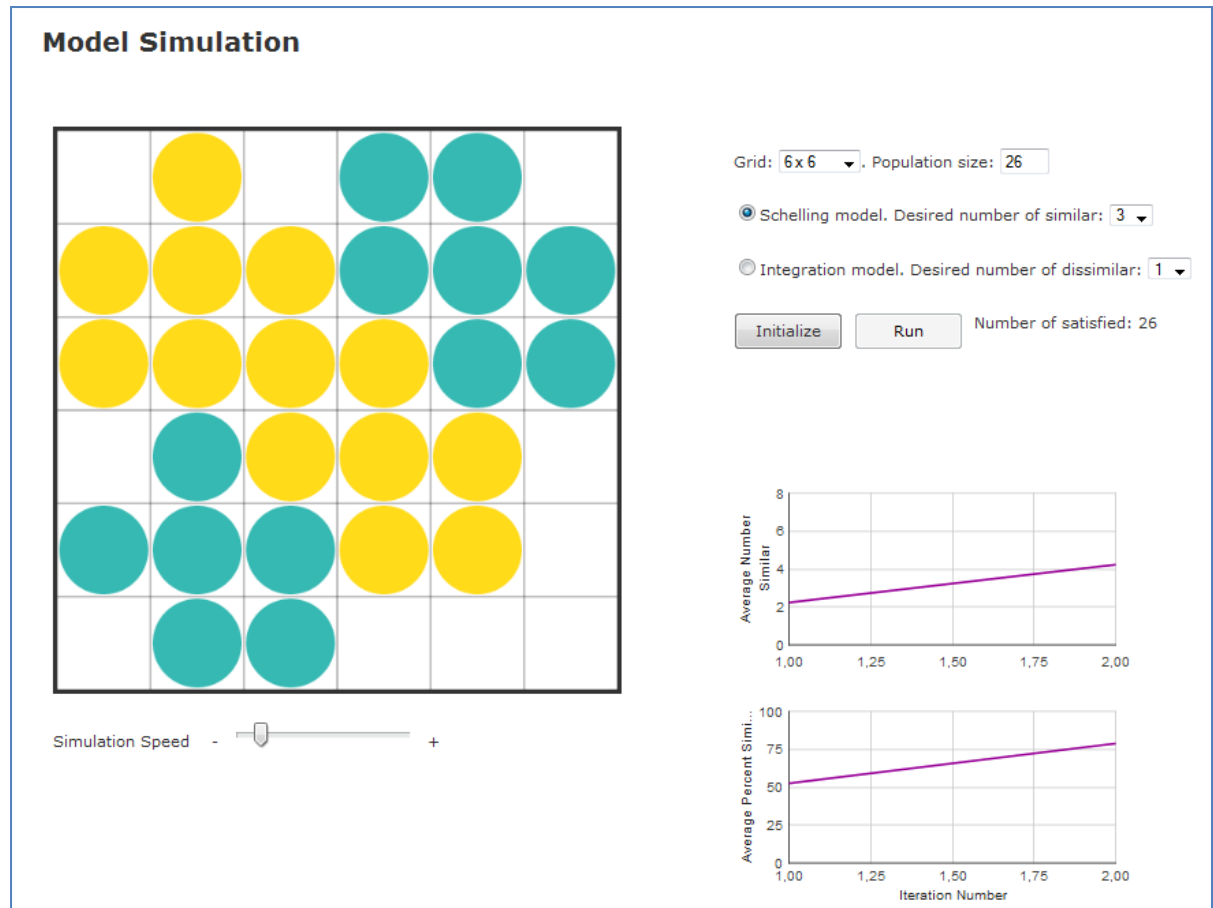 Model Simulation
Grid: 6 x 6 . Population size: 26
Schelling model. Desired number of similar: 3
Integration model. Desired number of dissimilar: 1
Initialize Run Number of satisfied: 26
Average Number
Similar
8
6
4
2
0
1,00 1,25 1,50 1,75 2,00
Simulation Speed - +
Average Percent Simi...
100
75
50
25
0
1,00 1,25 1,50 1,75 2,00
Iteration Number